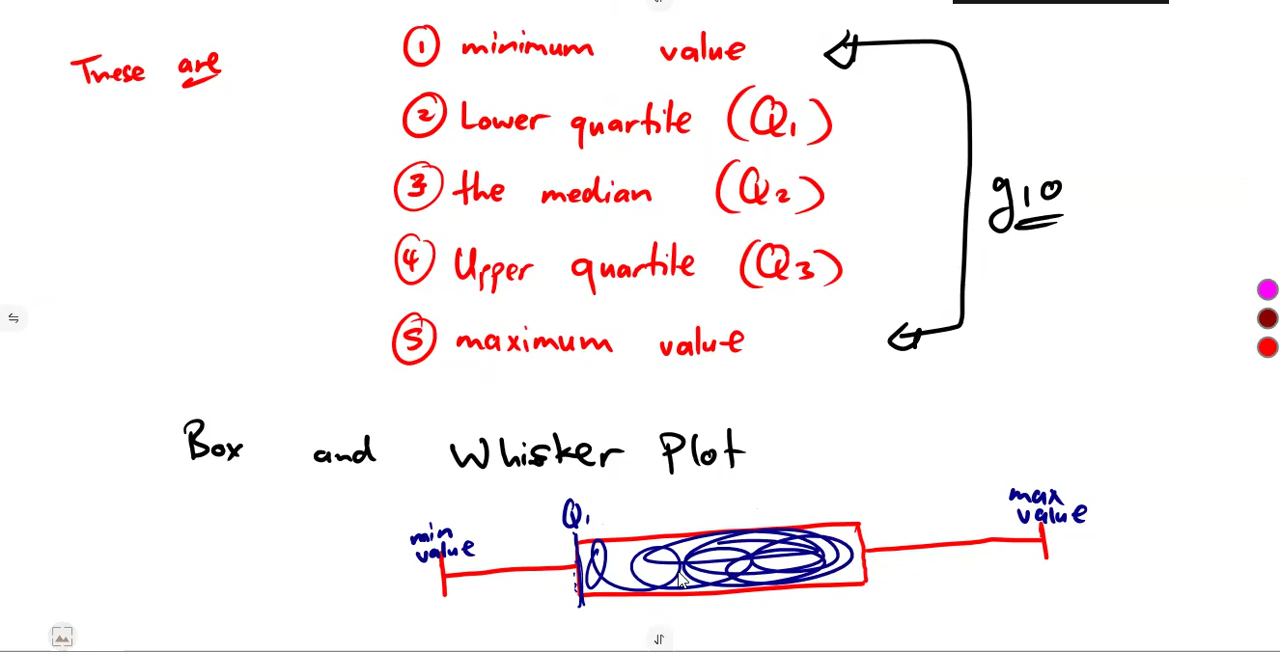 These are
① minimum value
② Lower quartile (Q1)
③ the median (Q2)
④ Upper quartile (Q3)
⑤ maximum value
g10
Box and Whisker Plot
min value
Q1
max value